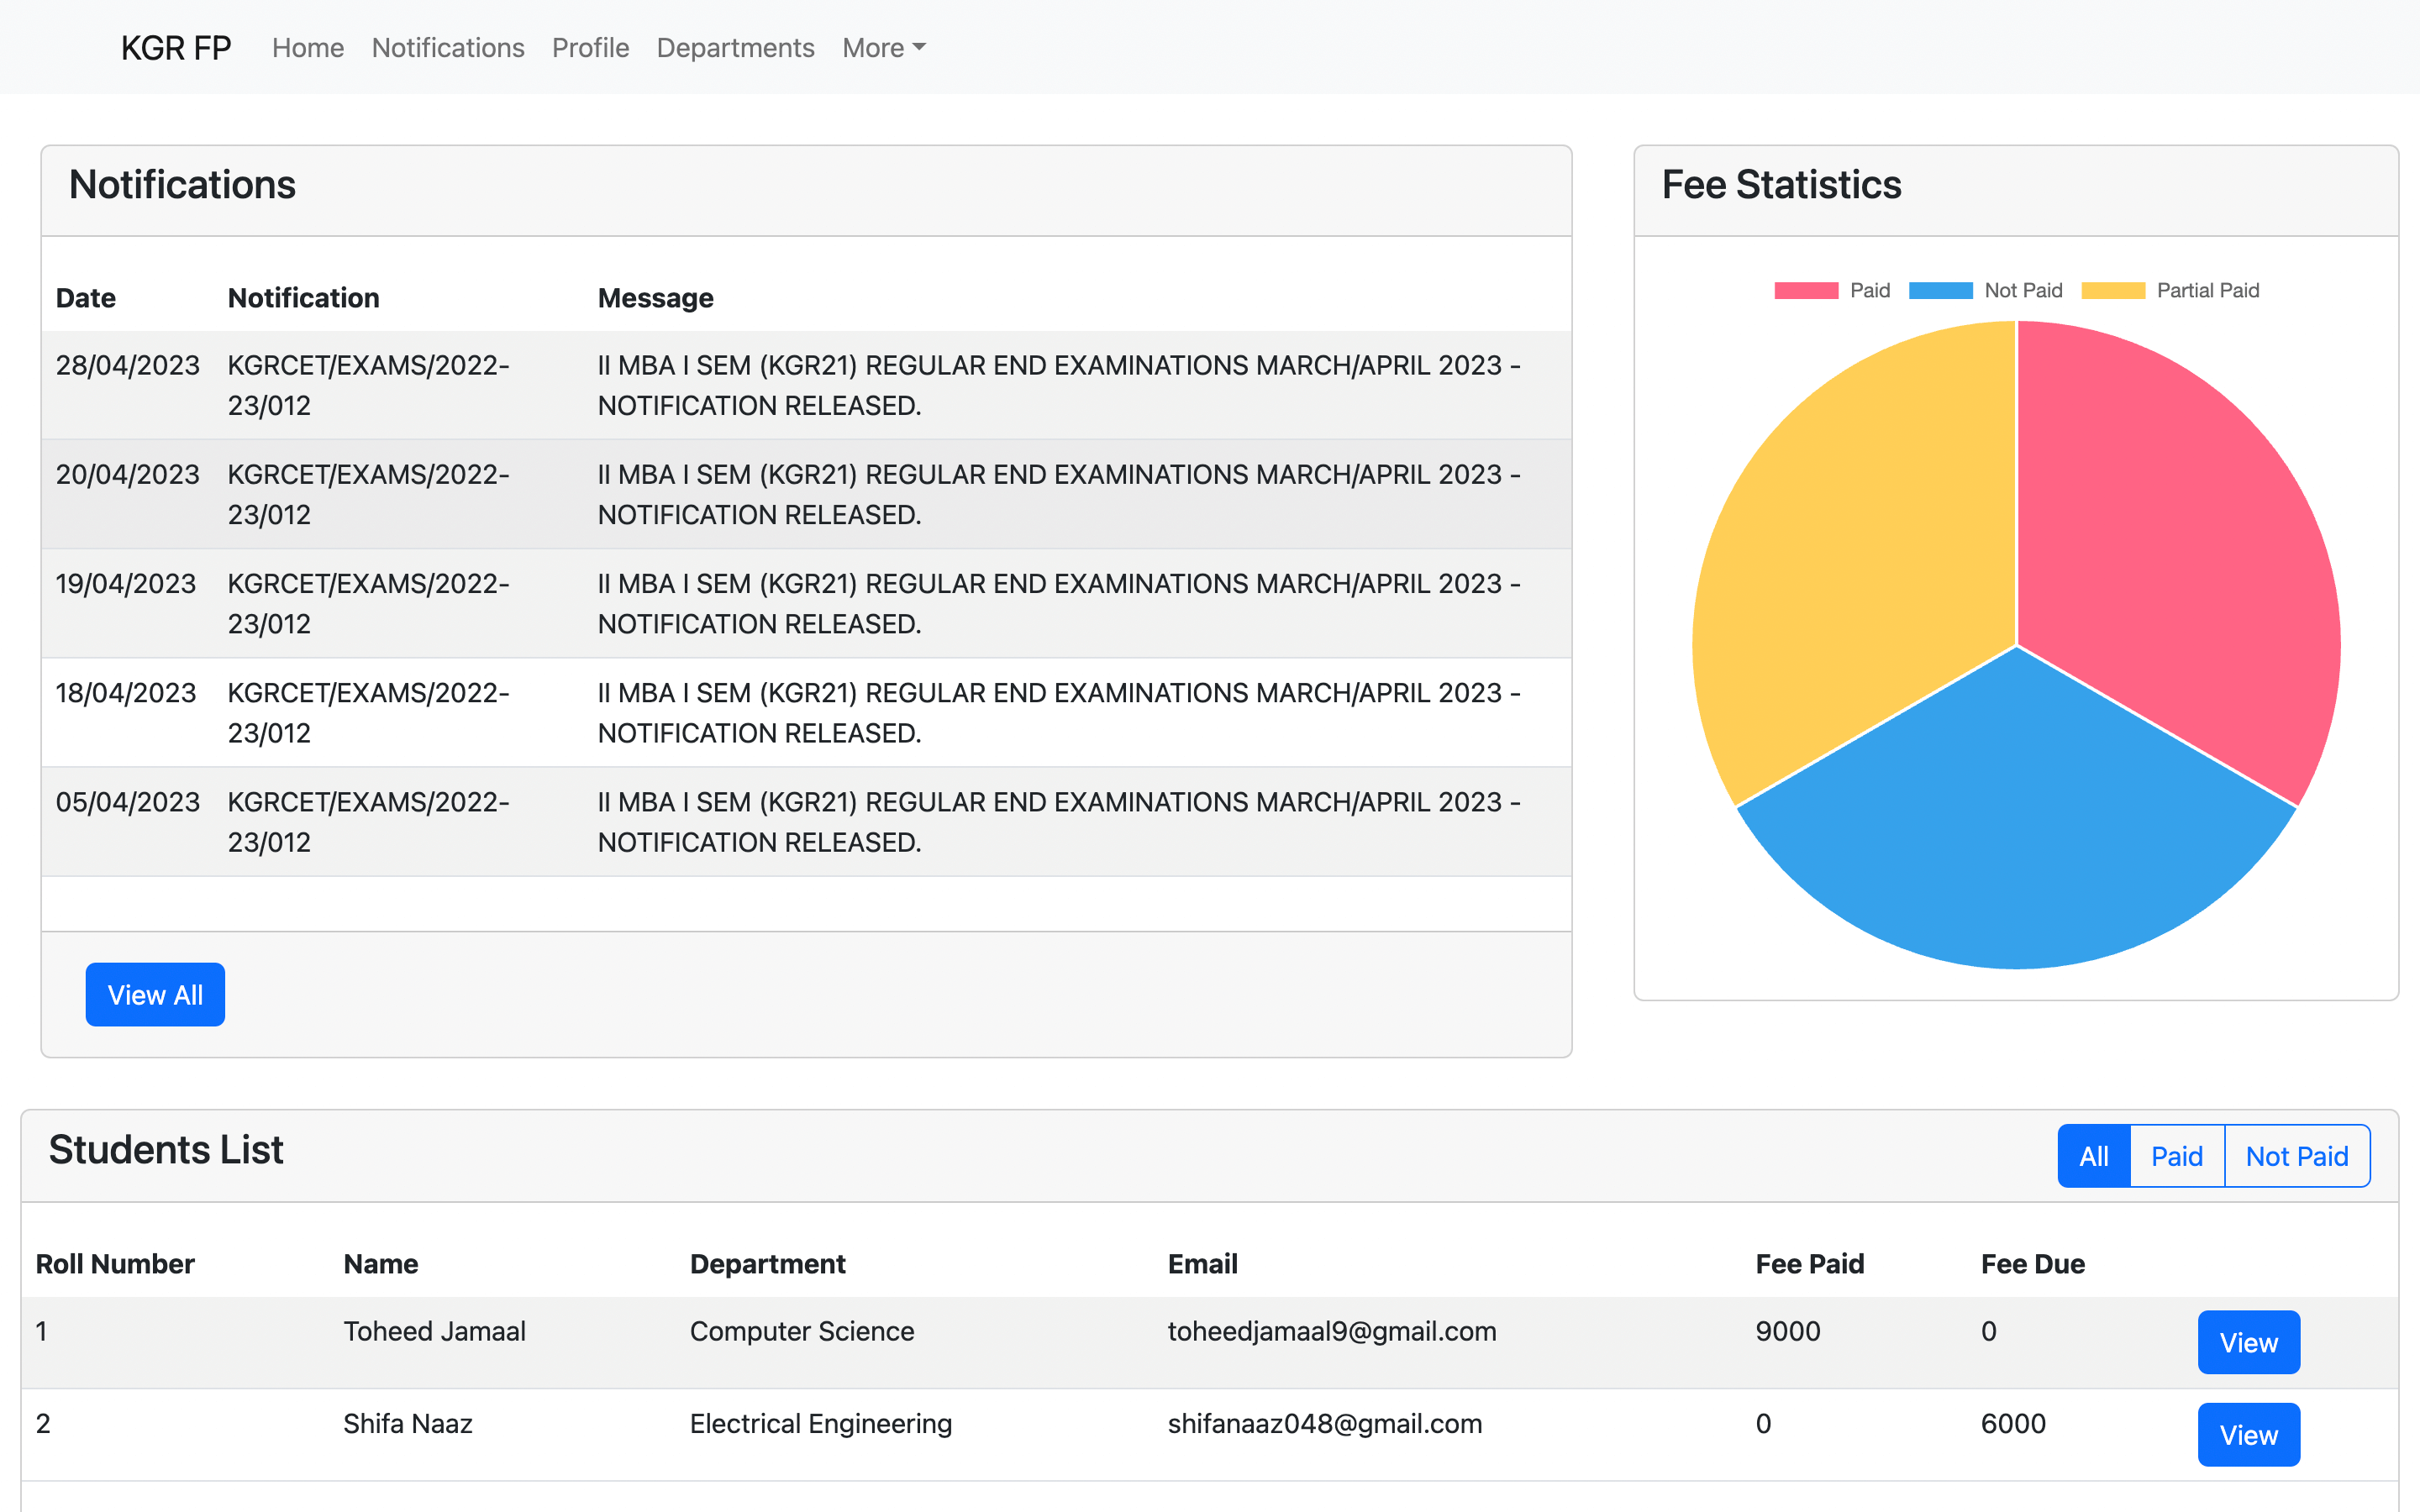 KGR FP Home Notifications Profile Departments More
Notifications
Date Notification Message
28/04/2023 KGRCET/EXAMS/2022- II MBA I SEM (KGR21) REGULAR END EXAMINATIONS MARCH/APRIL 2023 -
23/012 NOTIFICATION RELEASED.
20/04/2023 KGRCET/EXAMS/2022- II MBA I SEM (KGR21) REGULAR END EXAMINATIONS MARCH/APRIL 2023 -
23/012 NOTIFICATION RELEASED.
19/04/2023 KGRCET/EXAMS/2022- II MBA I SEM (KGR21) REGULAR END EXAMINATIONS MARCH/APRIL 2023 -
23/012 NOTIFICATION RELEASED.
18/04/2023 KGRCET/EXAMS/2022- II MBA I SEM (KGR21) REGULAR END EXAMINATIONS MARCH/APRIL 2023 -
23/012 NOTIFICATION RELEASED.
05/04/2023 KGRCET/EXAMS/2022- II MBA I SEM (KGR21) REGULAR END EXAMINATIONS MARCH/APRIL 2023 -
23/012 NOTIFICATION RELEASED.
View All
Fee Statistics
Paid Not Paid Partial Paid
Students List
All Paid Not Paid
Roll Number Name Department Email Fee Paid Fee Due
1 Toheed Jamaal Computer Science toheedjamaal9@gmail.com 9000 0 View
2 Shifa Naaz Electrical Engineering shifanaaz048@gmail.com 0 6000 View